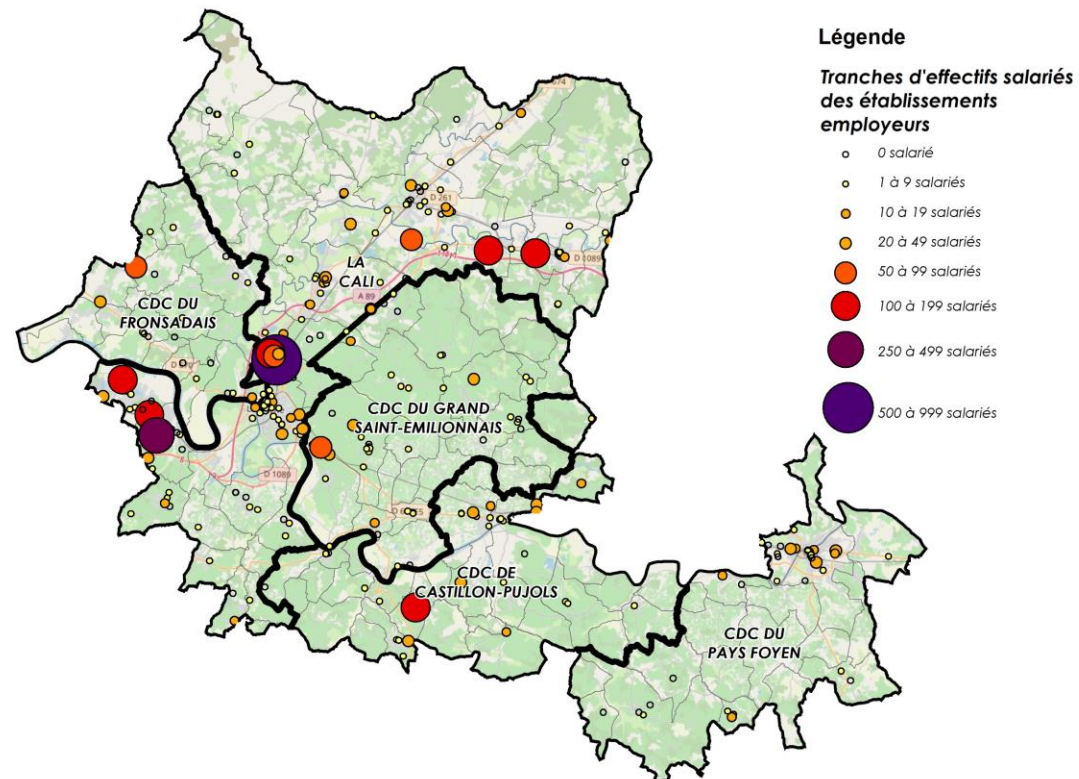 Légende
Tranches d'effectifs salariés
des établissements
employeurs
0 salarié
1 à 9 salariés
10 à 19 salariés
20 à 49 salariés
50 à 99 salariés
100 à 199 salariés
250 à 499 salariés
500 à 999 salariés
D 261
D 1089
LA
CALI
A 89
CDC DU
FRONSADAIS
CDC DU GRAND
SAINT-EMILIONNAIS
D 1089
CDC DE
CASTILLON-PUJOLS
CDC DU
PAYS FOYEN